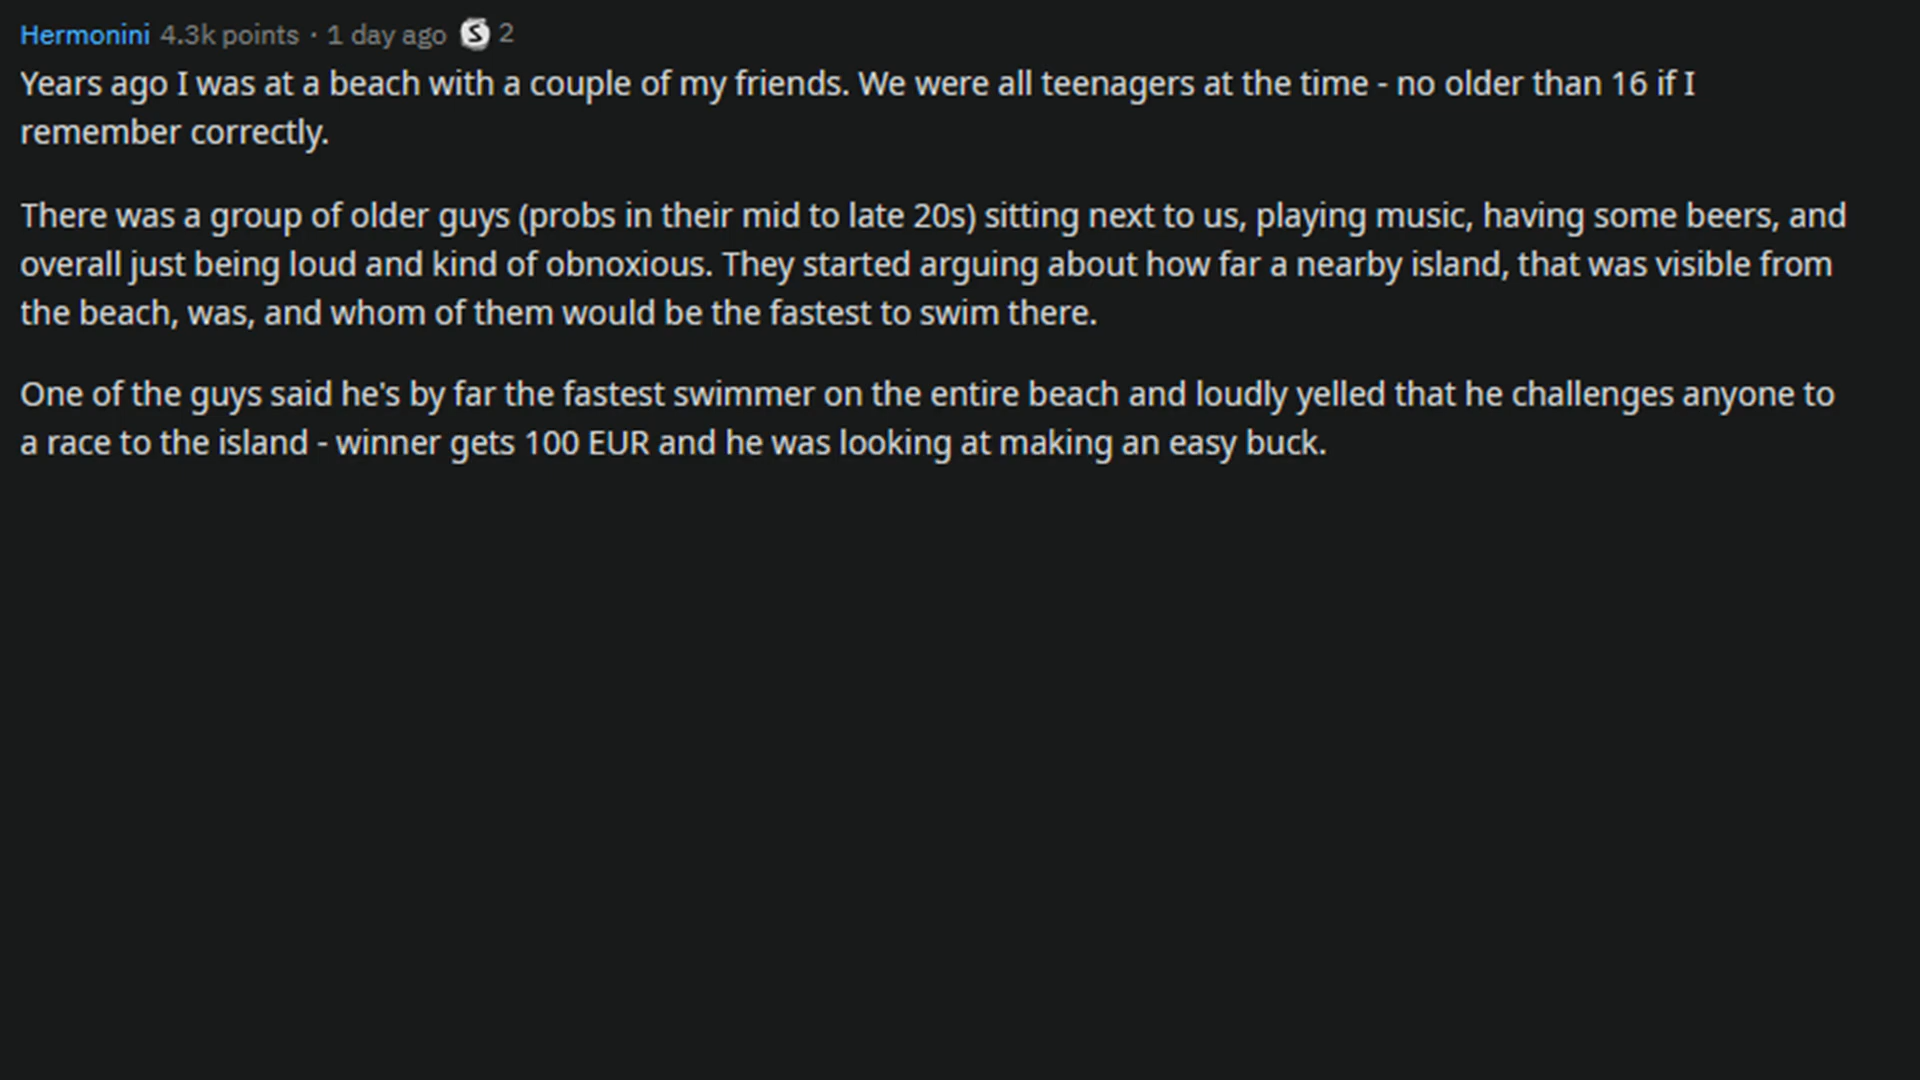 Hermonini 4.3k points · 1 day ago S 2
Years ago I was at a beach with a couple of my friends. We were all teenagers at the time - no older than 16 if I
remember correctly.
There was a group of older guys (probs in their mid to late 20s) sitting next to us, playing music, having some beers, and
overall just being loud and kind of obnoxious. They started arguing about how far a nearby island, that was visible from
the beach, was, and whom of them would be the fastest to swim there.
One of the guys said he's by far the fastest swimmer on the entire beach and loudly yelled that he challenges anyone to
a race to the island - winner gets 100 EUR and he was looking at making an easy buck.